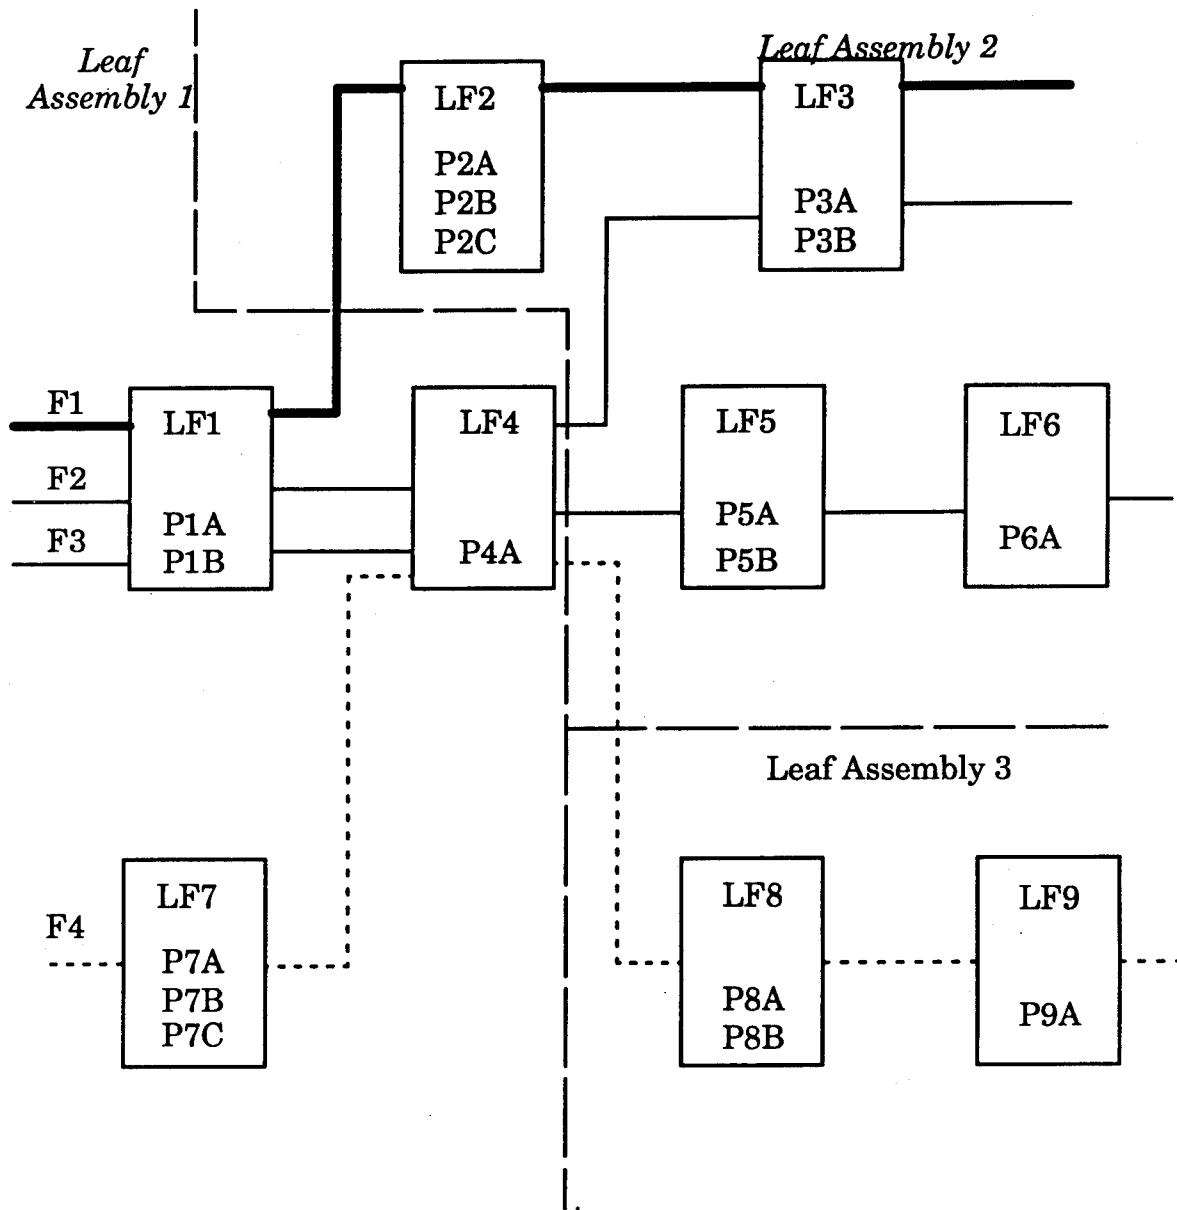 Leaf
Assembly 1
Leaf Assembly 2
LF2
P2A
P2B
P2C
LF3
P3A
P3B
F1
F2
F3
LF1
P1A
P1B
LF4
P4A
LF5
P5A
P5B
LF6
P6A
Leaf Assembly 3
F4
LF7
P7A
P7B
P7C
LF8
P8A
P8B
LF9
P9A